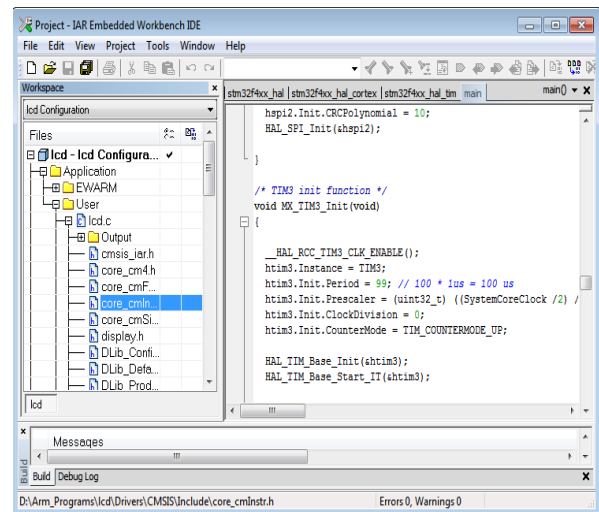 Project - IAR Embedded Workbench IDE
File Edit View Project Tools Window Help
Workspace
lcd Configuration
Files
lcd - lcd Configura...
Application
EWARM
User
lcd.c
Output
cmsis_iar.h
core_cm4.h
core_cmF...
core_cmIn...
core_cmSi...
display.h
DLib_Confi...
DLib_Defa...
DLib_Prod...
lcd
stm32f4xx_hal stm32f4xx_hal_cortex stm32f4xx_hal_tim main main()
hspi2.Init.CRCPolynomial = 10;
HAL_SPI_Init(&hspi2);
}
/* TIM3 init function */
void MX_TIM3_Init(void)
{
__HAL_RCC_TIM3_CLK_ENABLE();
htim3.Instance = TIM3;
htim3.Init.Period = 99; // 100 * 1us = 100 us
htim3.Init.Prescaler = (uint32_t) ((SystemCoreClock /2) /
htim3.Init.ClockDivision = 0;
htim3.Init.CounterMode = TIM_COUNTERMODE_UP;
HAL_TIM_Base_Init(&htim3);
HAL_TIM_Base_Start_IT(&htim3);
Messages
Build
Build Debug Log
D:\Arm_Programs\lcd\Drivers\CMSIS\Include\core_cmInstr.h Errors 0, Warnings 0